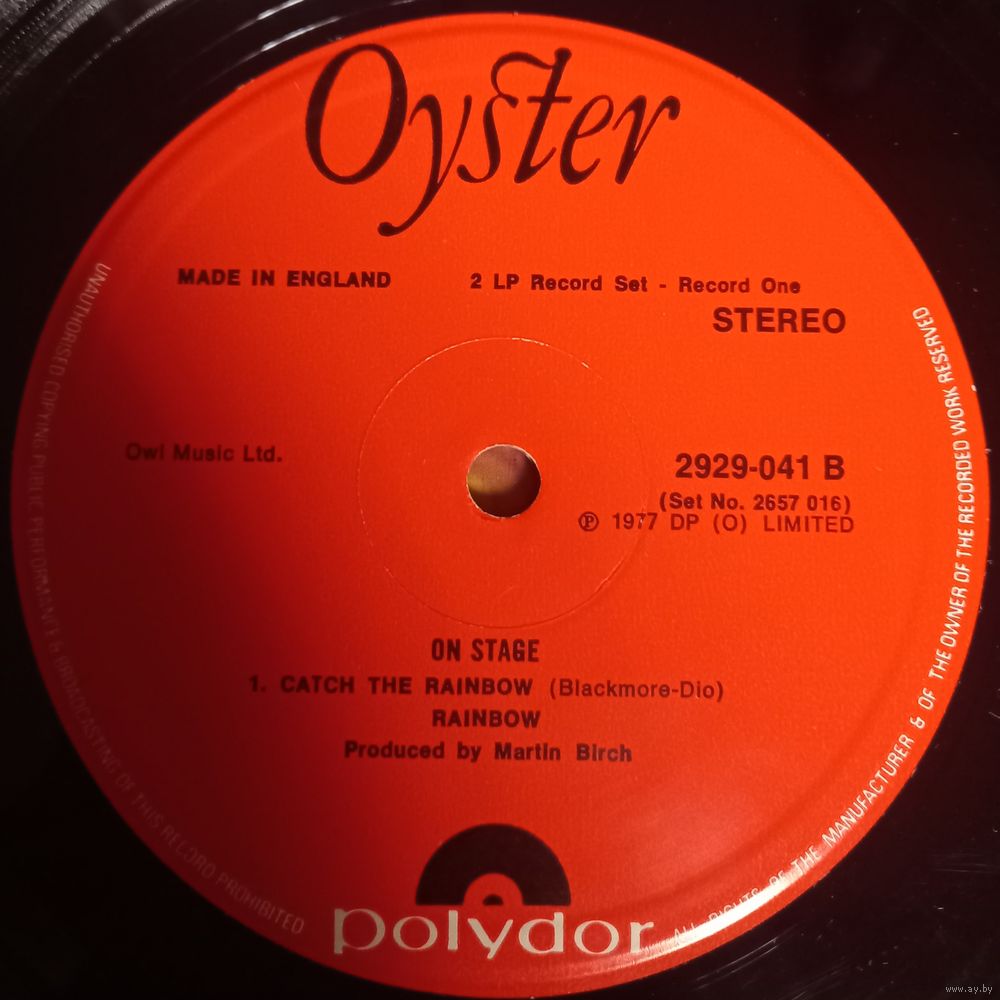 Oyster
MADE IN ENGLAND
2 LP Record Set - Record One
STEREO
Owl Music Ltd.
2929-041 B
(Set No. 2657 016)
℗ 1977 DP (O) LIMITED
ON STAGE
1. CATCH THE RAINBOW (Blackmore-Dio)
RAINBOW
Produced by Martin Birch
polydor
ALL RIGHTS OF THE MANUFACTURER & OF THE OWNER OF THE RECORDED WORK RESERVED
UNAUTHORISED COPYING PUBLIC PERFORMANCE & BROADCASTING OF THIS RECORD PROHIBITED
www.ay.by